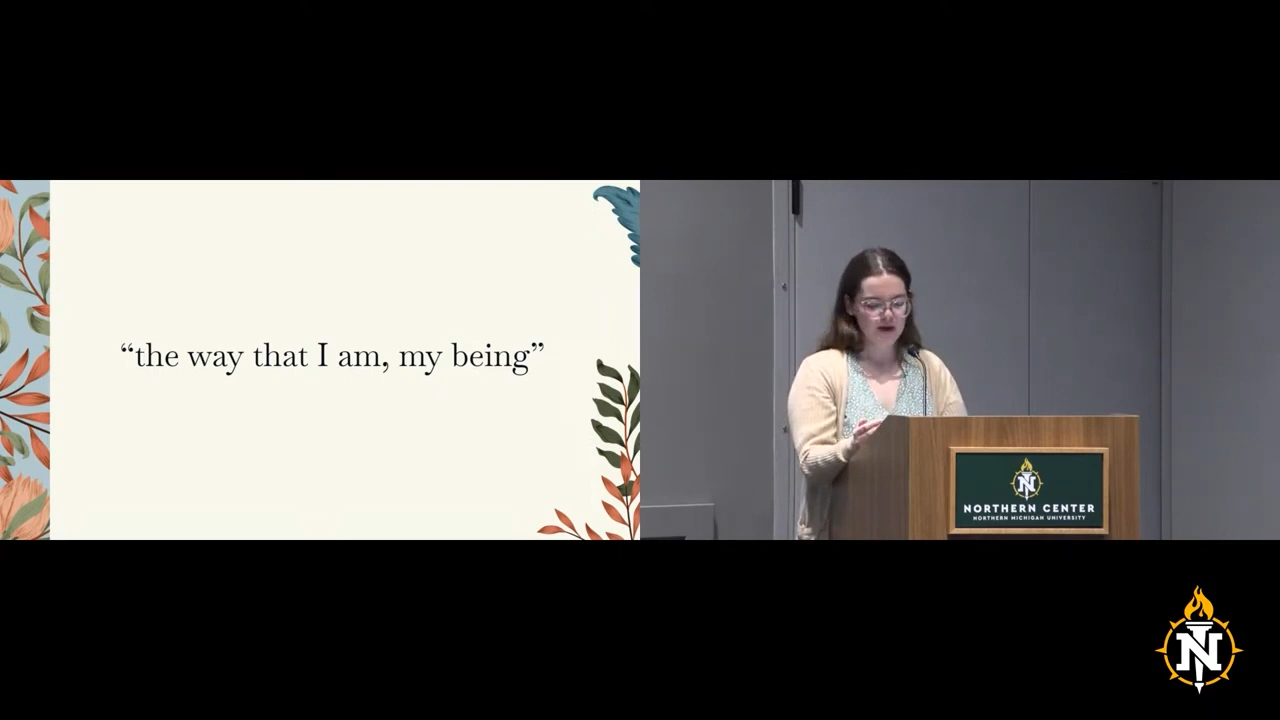 “the way that I am, my being”
N
NORTHERN CENTER
NORTHERN MICHIGAN UNIVERSITY
N